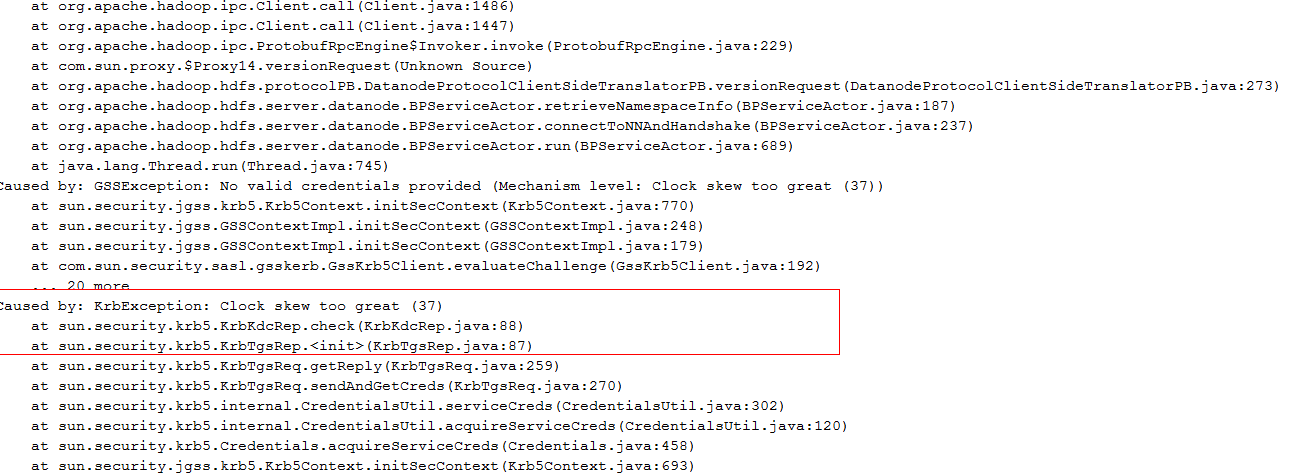 at org.apache.hadoop.ipc.Client.call(Client.java:1486)
at org.apache.hadoop.ipc.Client.call(Client.java:1447)
at org.apache.hadoop.ipc.ProtobufRpcEngine$Invoker.invoke(ProtobufRpcEngine.java:229)
at com.sun.proxy.$Proxy14.versionRequest(Unknown Source)
at org.apache.hadoop.hdfs.protocolPB.DatanodeProtocolClientSideTranslatorPB.versionRequest(DatanodeProtocolClientSideTranslatorPB.java:273)
at org.apache.hadoop.hdfs.server.datanode.BPServiceActor.retrieveNamespaceInfo(BPServiceActor.java:187)
at org.apache.hadoop.hdfs.server.datanode.BPServiceActor.connectToNNAndHandshake(BPServiceActor.java:237)
at org.apache.hadoop.hdfs.server.datanode.BPServiceActor.run(BPServiceActor.java:689)
at java.lang.Thread.run(Thread.java:745)
Caused by: GSSException: No valid credentials provided (Mechanism level: Clock skew too great (37))
at sun.security.jgss.krb5.Krb5Context.initSecContext(Krb5Context.java:770)
at sun.security.jgss.GSSContextImpl.initSecContext(GSSContextImpl.java:248)
at sun.security.jgss.GSSContextImpl.initSecContext(GSSContextImpl.java:179)
at com.sun.security.sasl.gsskerb.GssKrb5Client.evaluateChallenge(GssKrb5Client.java:192)
... 20 more
Caused by: KrbException: Clock skew too great (37)
at sun.security.krb5.KrbKdcRep.check(KrbKdcRep.java:88)
at sun.security.krb5.KrbTgsRep.<init>(KrbTgsRep.java:87)
at sun.security.krb5.KrbTgsReq.getReply(KrbTgsReq.java:259)
at sun.security.krb5.KrbTgsReq.sendAndGetCreds(KrbTgsReq.java:270)
at sun.security.krb5.internal.CredentialsUtil.serviceCreds(CredentialsUtil.java:302)
at sun.security.krb5.internal.CredentialsUtil.acquireServiceCreds(CredentialsUtil.java:120)
at sun.security.krb5.Credentials.acquireServiceCreds(Credentials.java:458)
at sun.security.jgss.krb5.Krb5Context.initSecContext(Krb5Context.java:693)